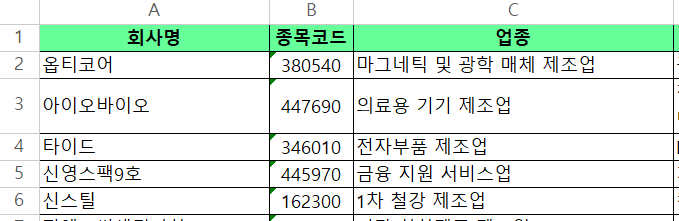 A B C
1 회사명 종목코드 업종
2 옵티코어 380540 마그네틱 및 광학 매체 제조업
3 아이오바이오 447690 의료용 기기 제조업
4 타이드 346010 전자부품 제조업
5 신영스팩9호 445970 금융 지원 서비스업
6 신스틸 162300 1차 철강 제조업